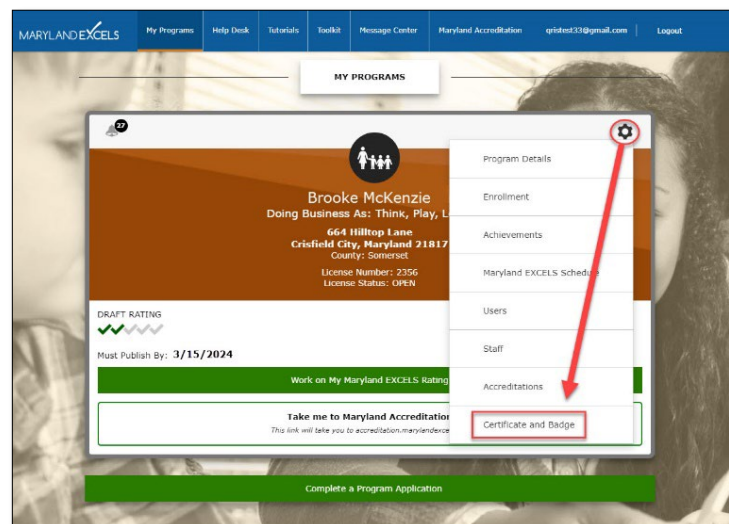 MARYLAND EXCELS
My Programs
Help Desk
Tutorials
Toolkit
Message Center
Maryland Accreditation
qristest33@gmail.com
Logout
MY PROGRAMS
27
Brooke McKenzie
Doing Business As: Think, Play, L
664 Hilltop Lane
Crisfield City, Maryland 21817
County: Somerset
License Number: 2356
License Status: OPEN
Program Details
Enrollment
Achievements
Maryland EXCELS Schedule
Users
Staff
Accreditations
Certificate and Badge
DRAFT RATING
Must Publish By: 3/15/2024
Work on My Maryland EXCELS Rating
Take me to Maryland Accreditation
This link will take you to accreditation.marylandexce
Complete a Program Application